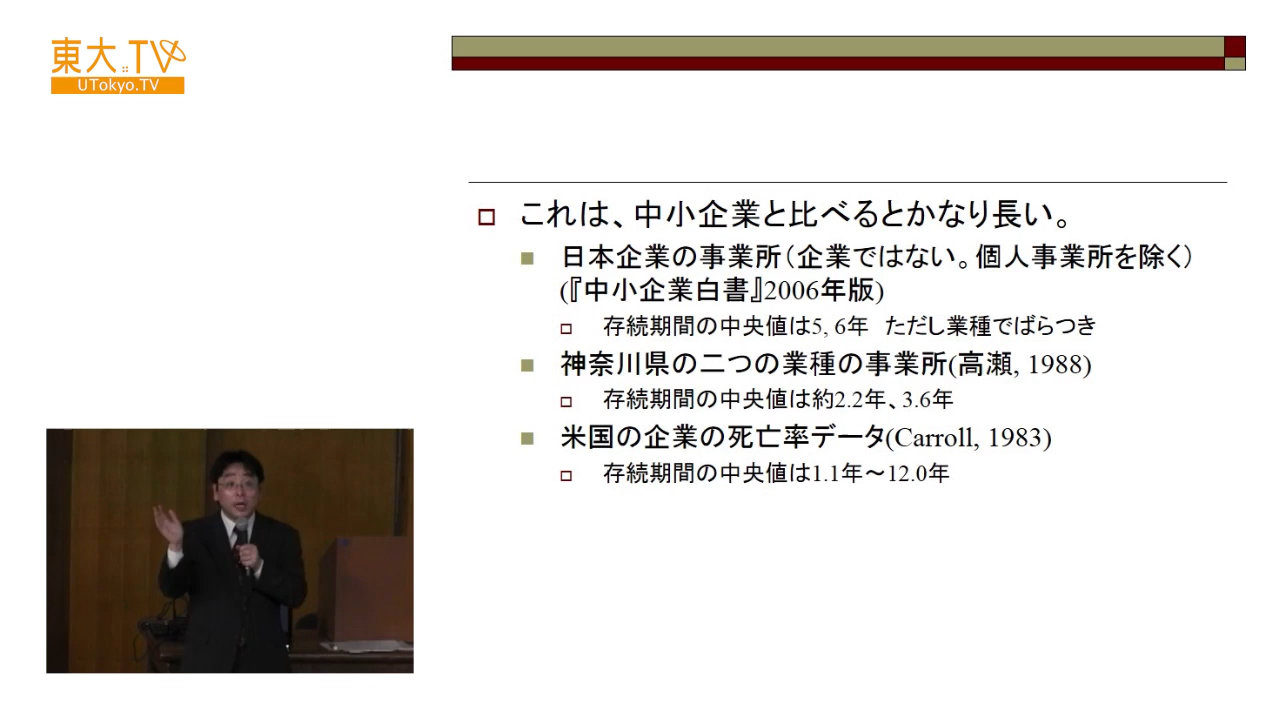 東大.TV
UTokyo.TV
これは、中小企業と比べるとかなり長い。
日本企業の事業所(企業ではない。個人事業所を除く)
(『中小企業白書』2006年版)
存続期間の中央値は5, 6年 ただし業種でばらつき
神奈川県の二つの業種の事業所(高瀬, 1988)
存続期間の中央値は約2.2年、3.6年
米国の企業の死亡率データ(Carroll, 1983)
存続期間の中央値は1.1年〜12.0年